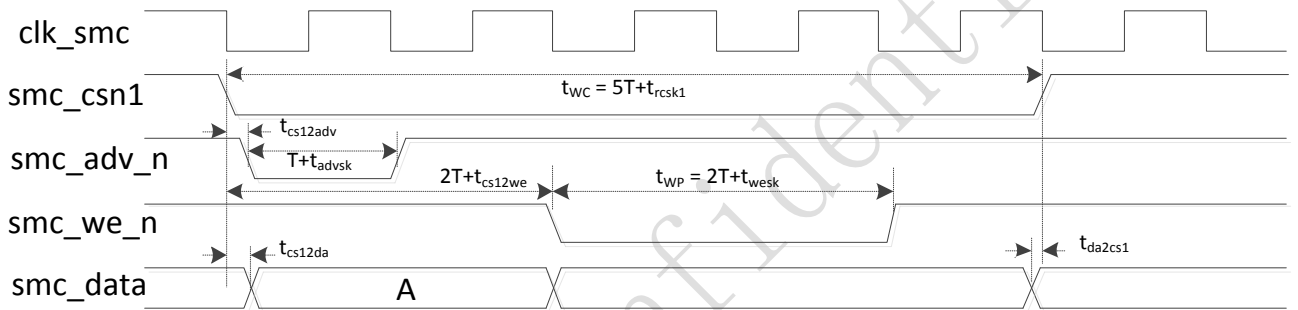 clk_smc
smc_csn1
t_WC = 5T+t_rcsk1
t_cs12adv
smc_adv_n
T+t_advsk
2T+t_cs12we
t_WP = 2T+t_wesk
smc_we_n
t_cs12da
t_da2cs1
smc_data
A